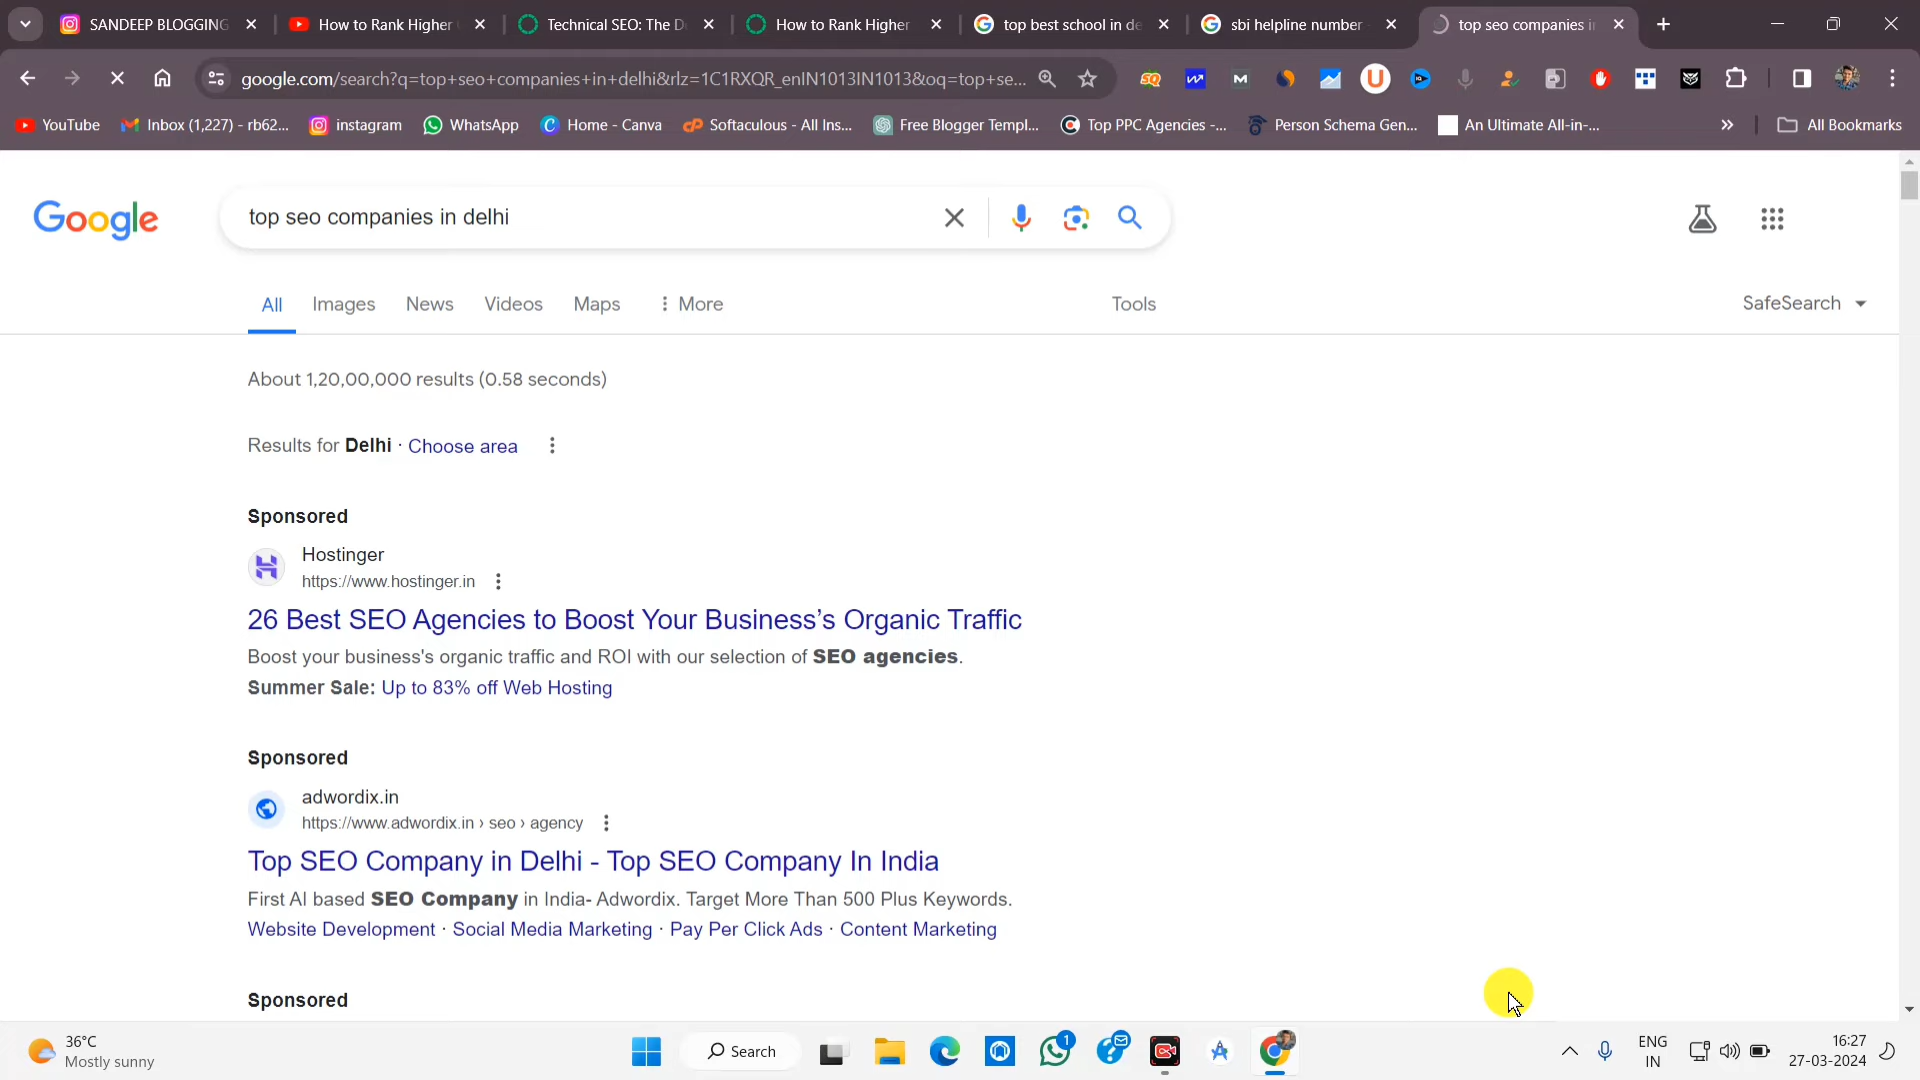 SANDEEP BLOGGING
How to Rank Higher
Technical SEO: The D
How to Rank Higher
top best school in de
sbi helpline number
top seo companies i
google.com/search?q=top+seo+companies+in+delhi&rlz=1C1RXQR_enIN1013IN1013&oq=top+se...
YouTube
Inbox (1,227) - rb62...
instagram
WhatsApp
Home - Canva
Softaculous - All Ins...
Free Blogger Templ...
Top PPC Agencies -...
Person Schema Gen...
An Ultimate All-in-...
All Bookmarks
Google
top seo companies in delhi
All
Images
News
Videos
Maps
More
Tools
SafeSearch
About 1,20,00,000 results (0.58 seconds)
Results for Delhi · Choose area
Sponsored
Hostinger
https://www.hostinger.in
26 Best SEO Agencies to Boost Your Business’s Organic Traffic
Boost your business's organic traffic and ROI with our selection of SEO agencies.
Summer Sale: Up to 83% off Web Hosting
Sponsored
adwordix.in
https://www.adwordix.in › seo › agency
Top SEO Company in Delhi - Top SEO Company In India
First AI based SEO Company in India- Adwordix. Target More Than 500 Plus Keywords.
Website Development · Social Media Marketing · Pay Per Click Ads · Content Marketing
Sponsored
36°C
Mostly sunny
Search
1
ENG
IN
16:27
27-03-2024